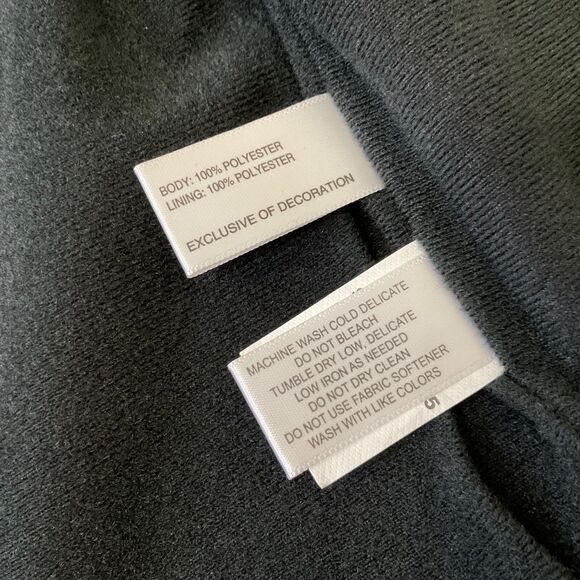 BODY: 100% POLYESTER
LINING: 100% POLYESTER
EXCLUSIVE OF DECORATION
MACHINE WASH COLD DELICATE
DO NOT BLEACH
TUMBLE DRY LOW, DELICATE
LOW IRON AS NEEDED
DO NOT DRY CLEAN
DO NOT USE FABRIC SOFTENER
WASH WITH LIKE COLORS
5